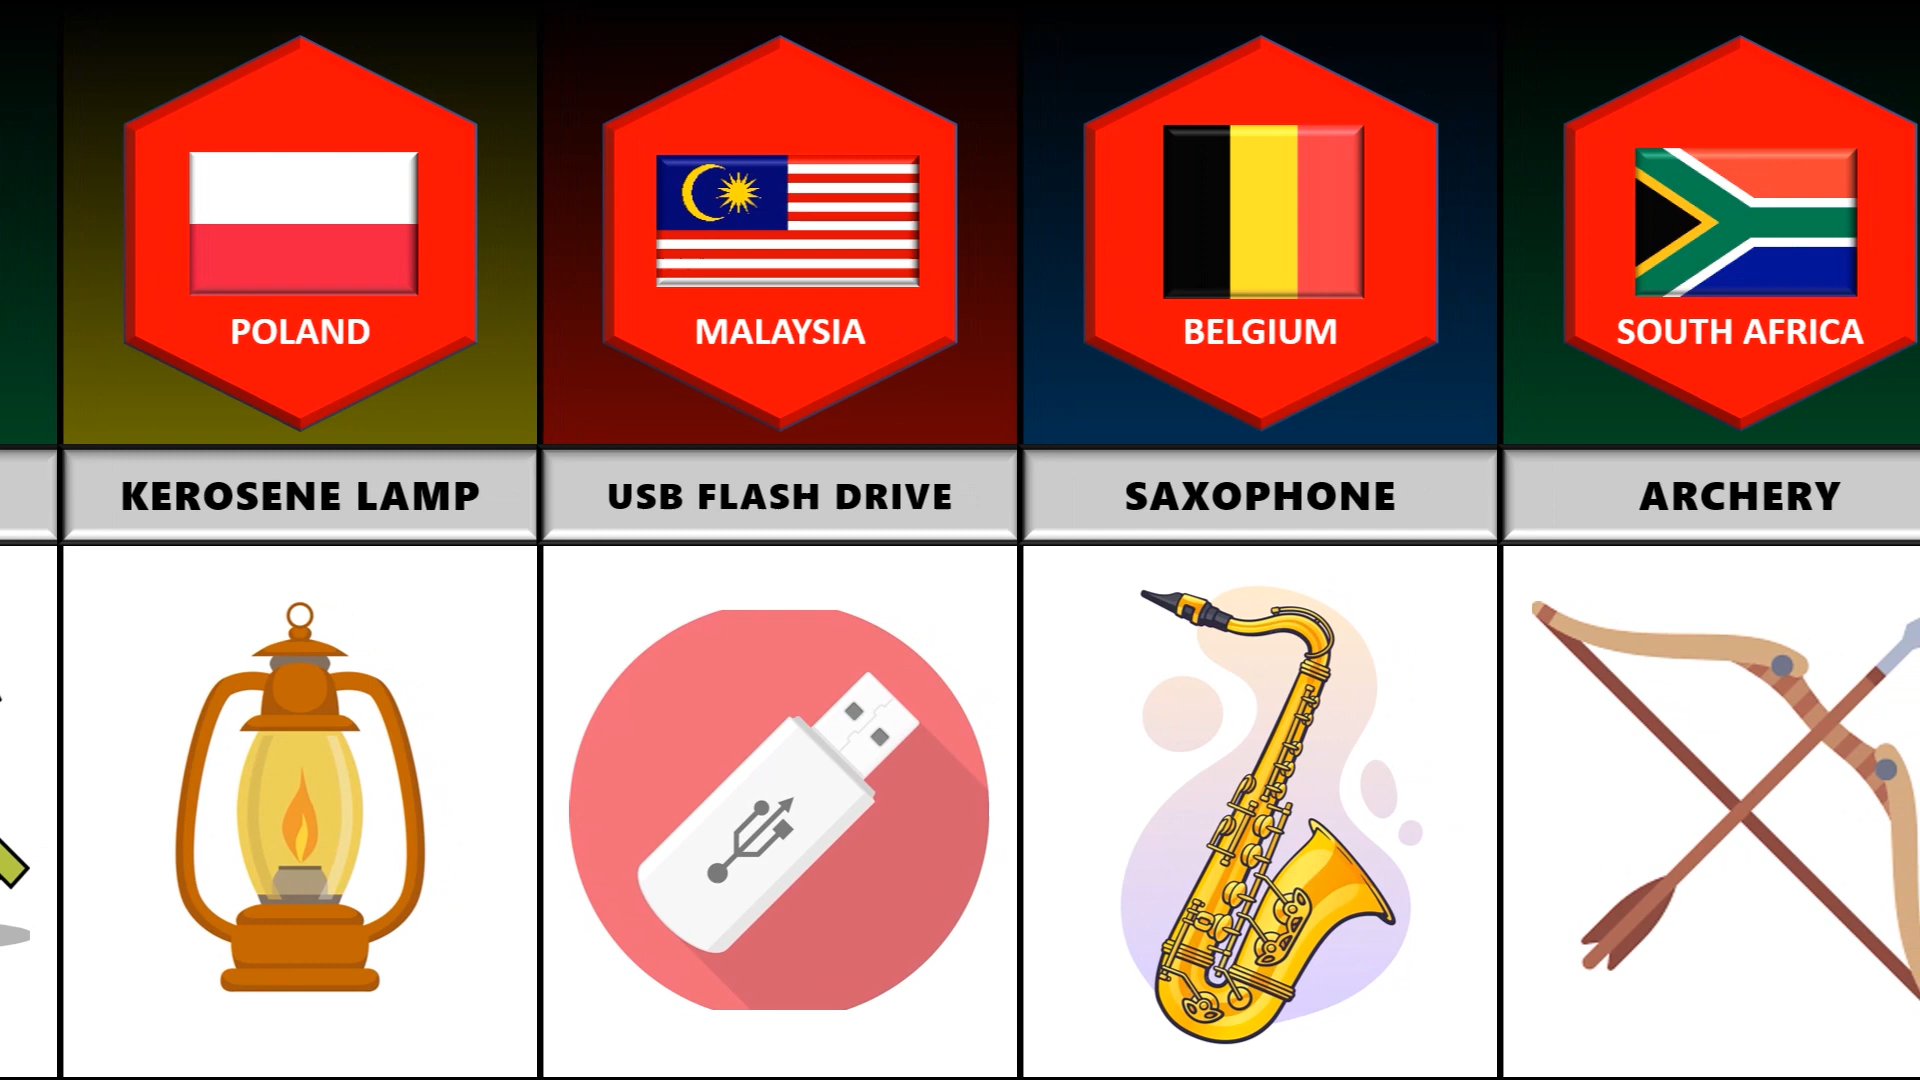 POLAND
MALAYSIA
BELGIUM
SOUTH AFRICA
KEROSENE LAMP
USB FLASH DRIVE
SAXOPHONE
ARCHERY